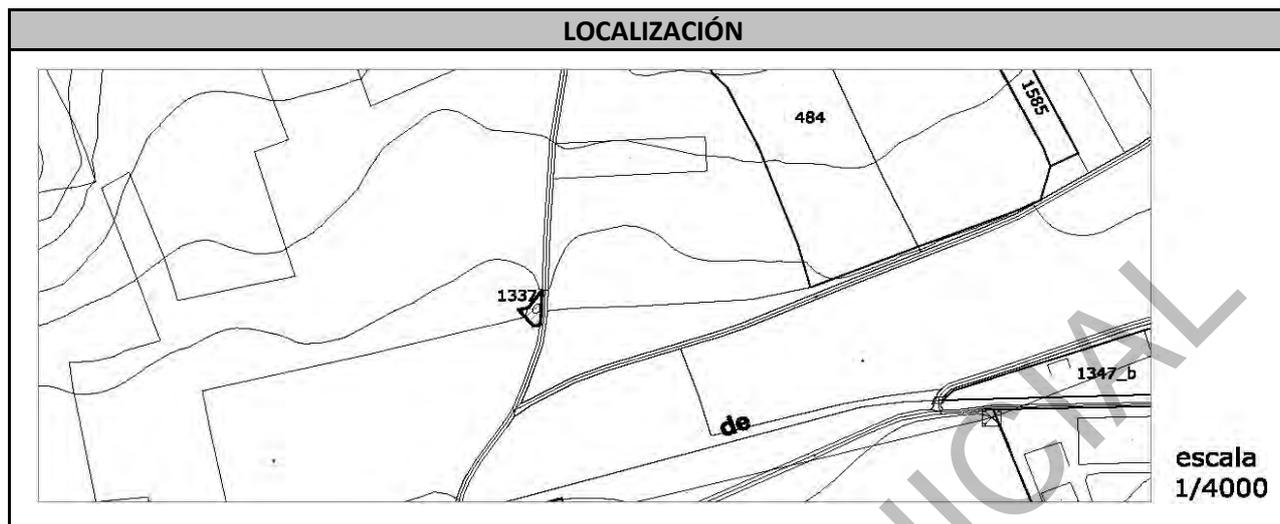 LOCALIZACIÓN
484
1585
1337
1347_b
de
escala
1/4000